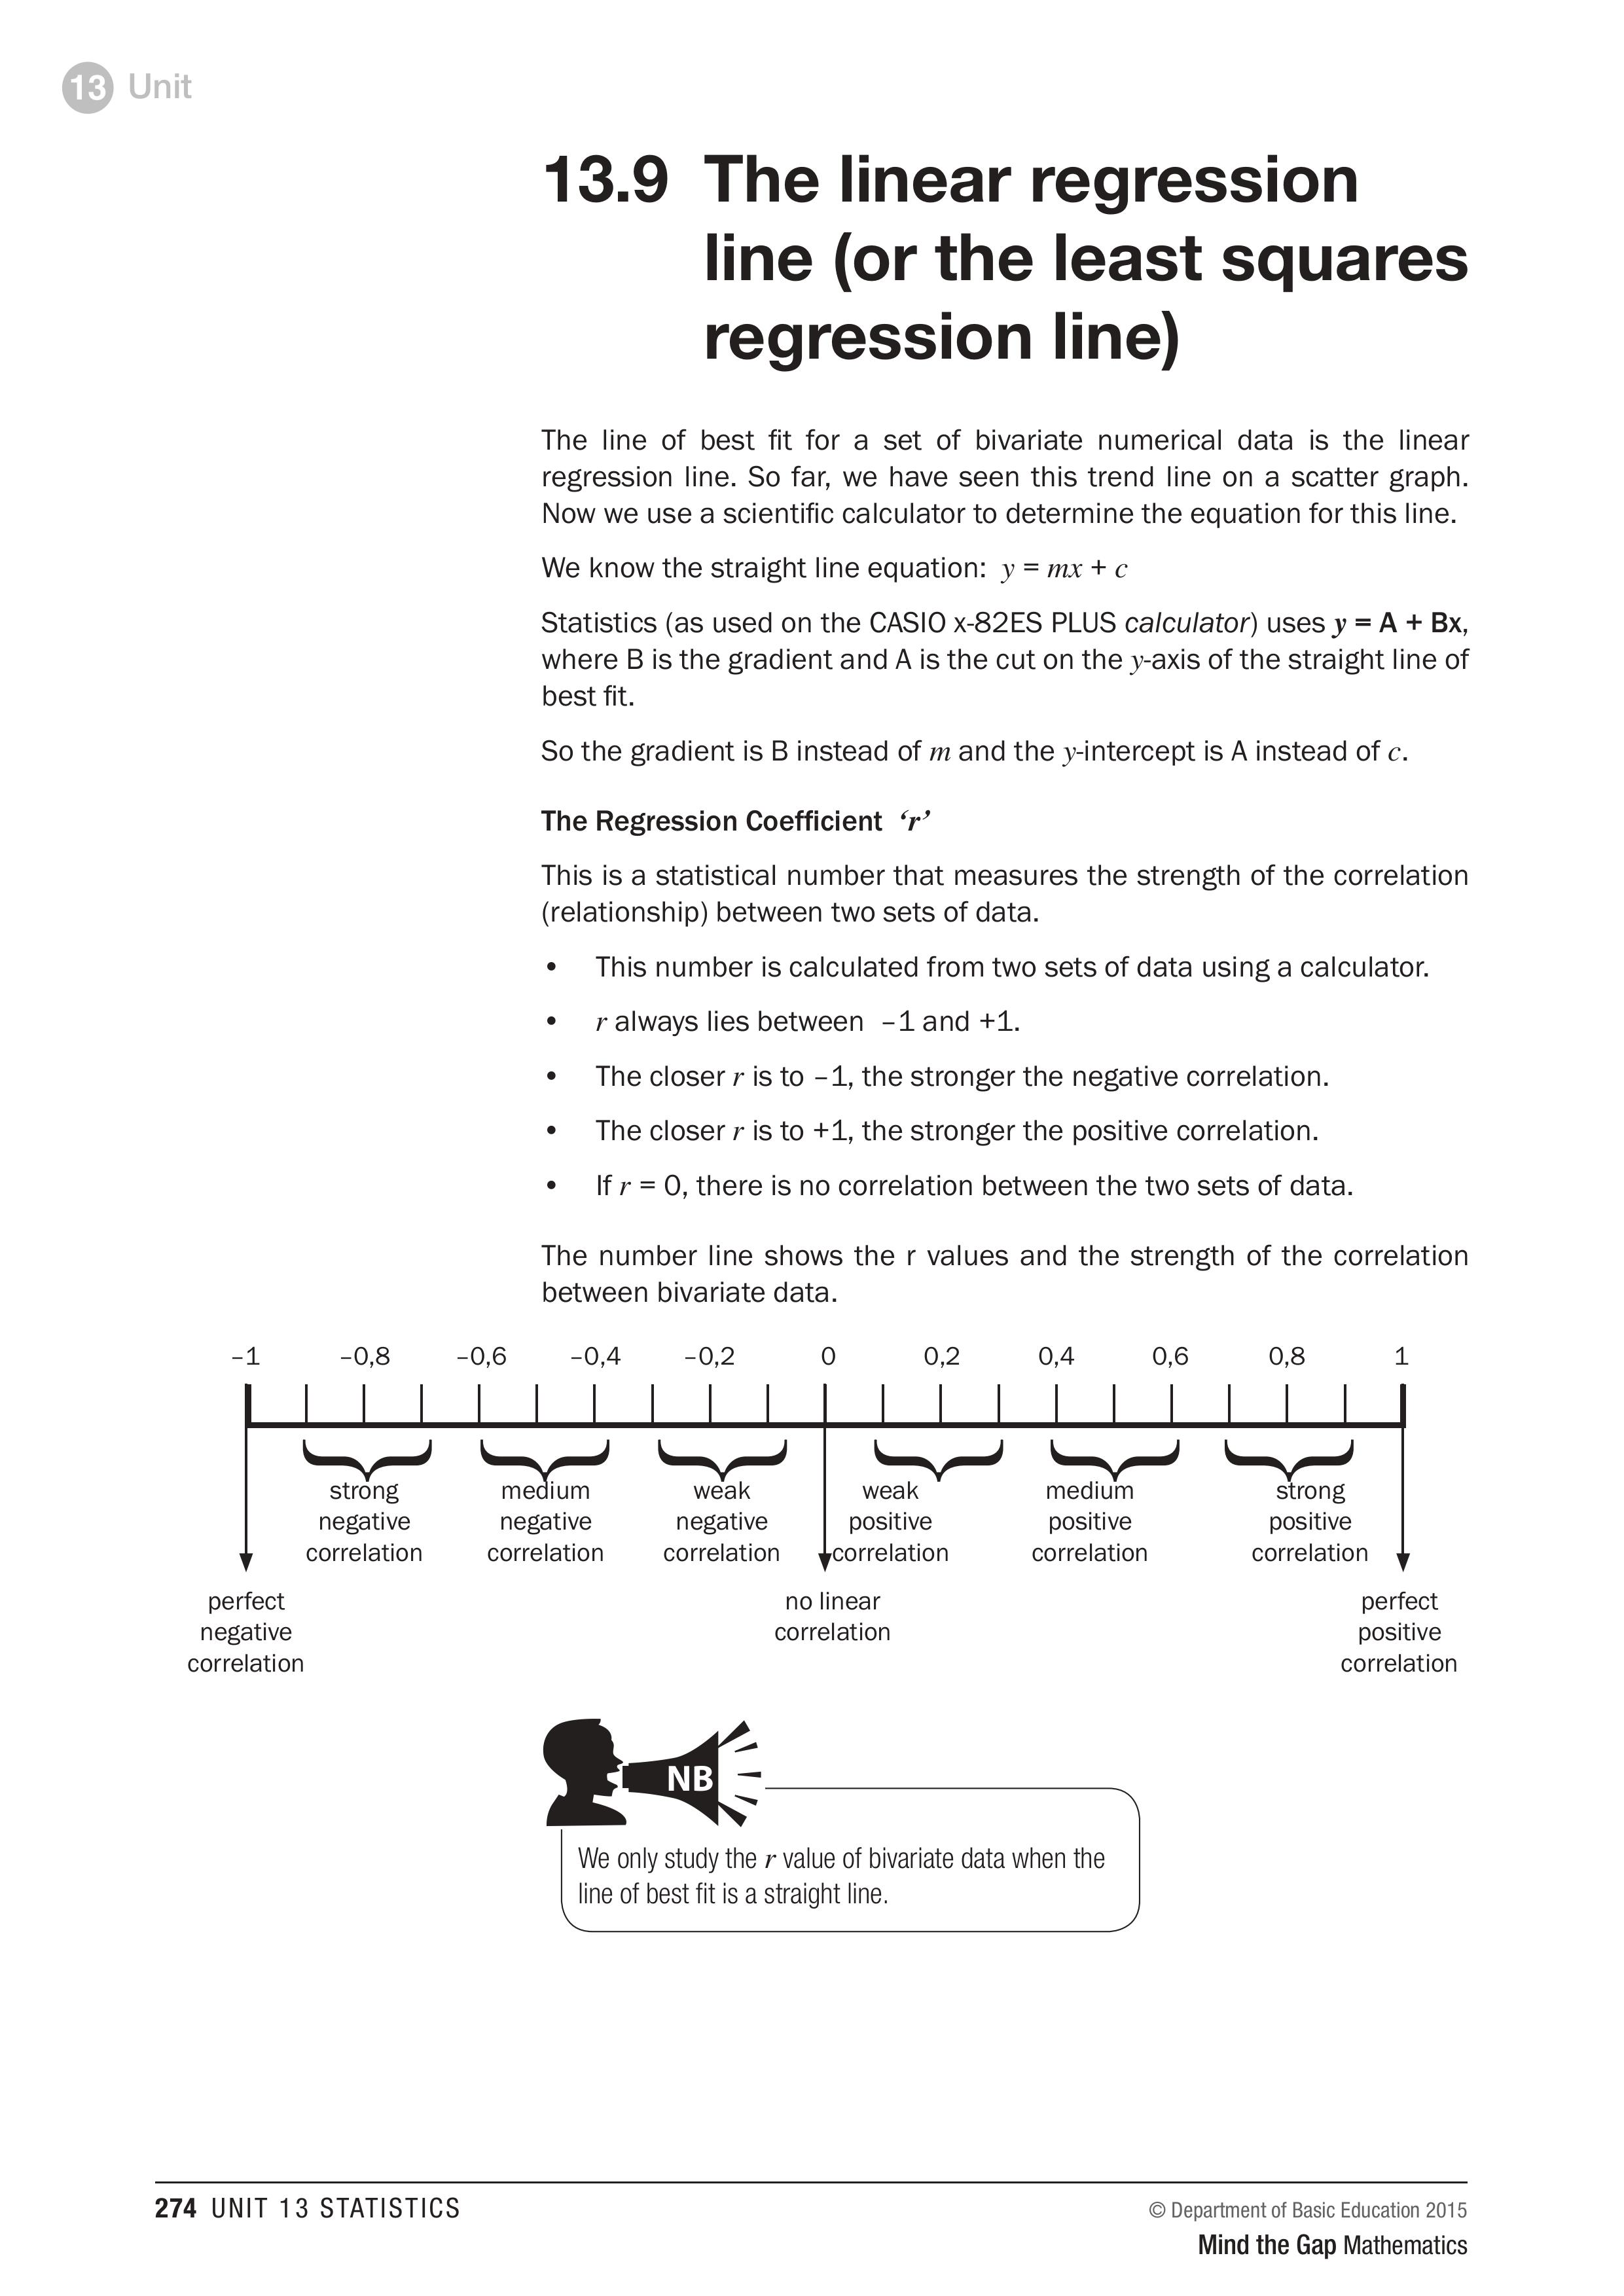 13 Unit
13.9 The linear regression
line (or the least squares
regression line)
The line of best fit for a set of bivariate numerical data is the linear
regression line. So far, we have seen this trend line on a scatter graph.
Now we use a scientific calculator to determine the equation for this line.
We know the straight line equation: y = mx + c
Statistics (as used on the CASIO x-82ES PLUS calculator) uses y = A + Bx,
where B is the gradient and A is the cut on the y-axis of the straight line of
best fit.
So the gradient is B instead of m and the y-intercept is A instead of c.
The Regression Coefficient ‘r’
This is a statistical number that measures the strength of the correlation
(relationship) between two sets of data.
• This number is calculated from two sets of data using a calculator.
• r always lies between –1 and +1.
• The closer r is to –1, the stronger the negative correlation.
• The closer r is to +1, the stronger the positive correlation.
• If r = 0, there is no correlation between the two sets of data.
The number line shows the r values and the strength of the correlation
between bivariate data.
–1 –0,8 –0,6 –0,4 –0,2 0 0,2 0,4 0,6 0,8 1
strong medium weak weak medium strong
negative negative negative positive positive positive
correlation correlation correlation correlation correlation correlation
perfect no linear perfect
negative correlation positive
correlation correlation
NB
We only study the r value of bivariate data when the
line of best fit is a straight line.
274 UNIT 13 STATISTICS
© Department of Basic Education 2015
Mind the Gap Mathematics